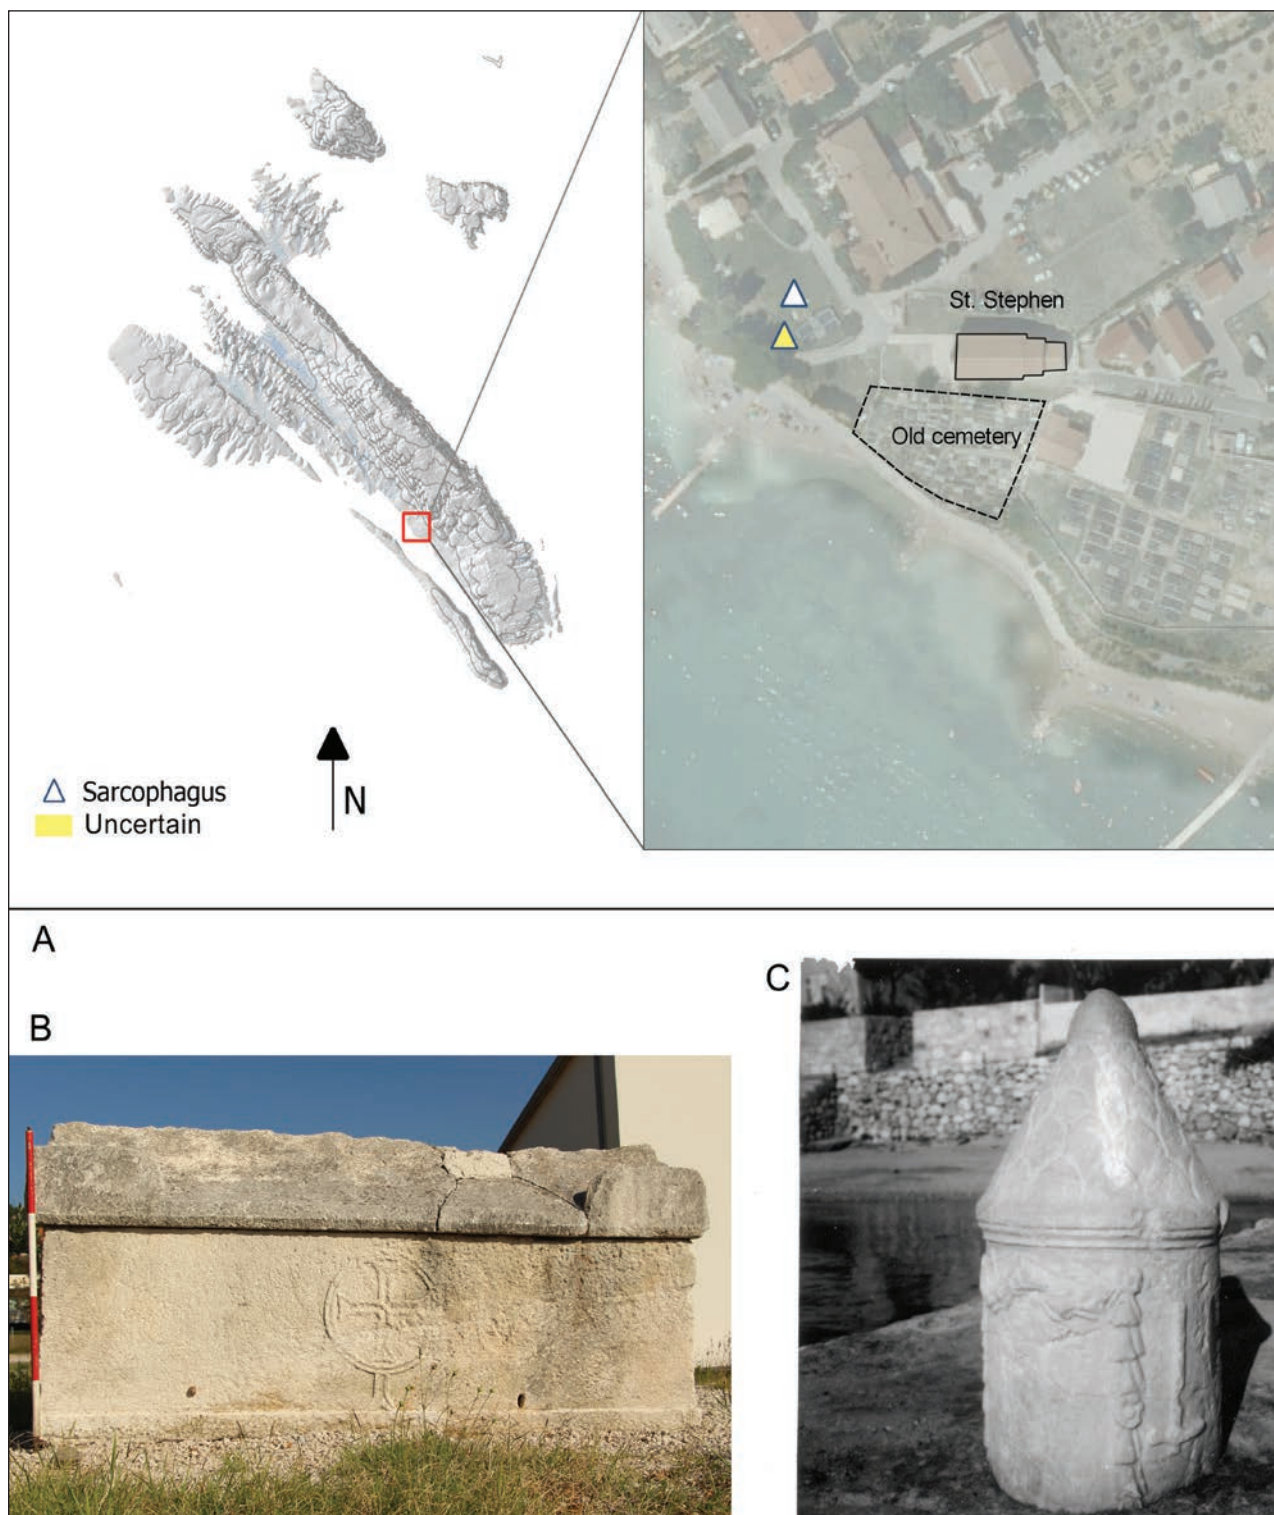 St. Stephen
Old cemetery
N
Sarcophagus
Uncertain
A
B
C